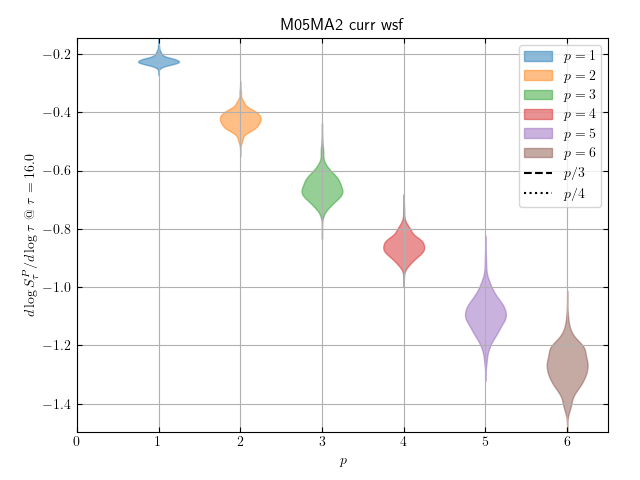 M05MA2 curr wsf
d log S_τ^P / d log τ @ τ = 16.0
−0.2
−0.4
−0.6
−0.8
−1.0
−1.2
−1.4
p = 1
p = 2
p = 3
p = 4
p = 5
p = 6
p/3
p/4
0 1 2 3 4 5 6
p